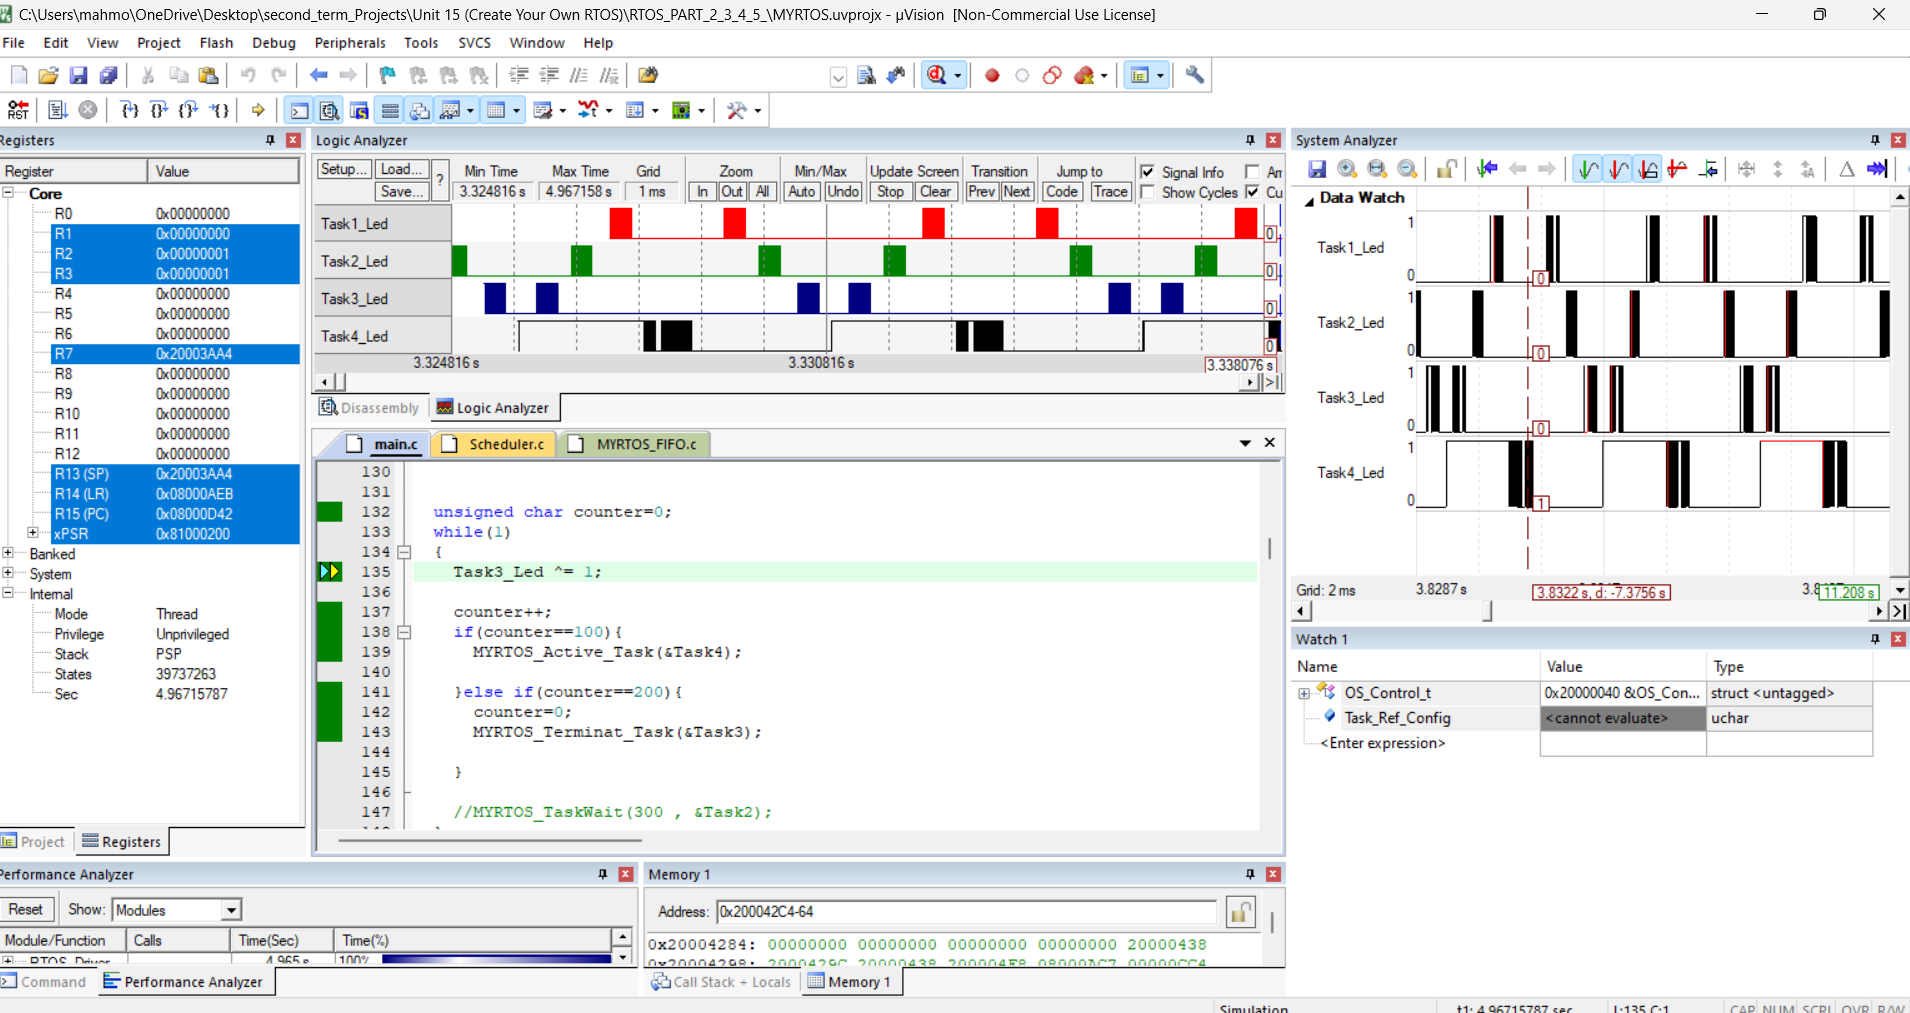 C:\Users\mahmo\OneDrive\Desktop\second_term_Projects\Unit 15 (Create Your Own RTOS)\RTOS_PART_2_3_4_5_\MYRTOS.uvprojx - µVision [Non-Commercial Use License]
File Edit View Project Flash Debug Peripherals Tools SVCS Window Help
RST
Registers
Register Value
Core
R0 0x00000000
R1 0x00000000
R2 0x00000001
R3 0x00000001
R4 0x00000000
R5 0x00000000
R6 0x00000000
R7 0x20003AA4
R8 0x00000000
R9 0x00000000
R10 0x00000000
R11 0x00000000
R12 0x00000000
R13 (SP) 0x20003AA4
R14 (LR) 0x08000AEB
R15 (PC) 0x08000D42
xPSR 0x81000200
Banked
System
Internal
Mode Thread
Privilege Unprivileged
Stack PSP
States 39737263
Sec 4.96715787
Project Registers
Logic Analyzer
Setup... Load... Save... ?
Min Time Max Time Grid Zoom Min/Max Update Screen Transition Jump to Signal Info
3.324816 s 4.967158 s 1 ms In Out All Auto Undo Stop Clear Prev Next Code Trace Show Cycles
Task1_Led 0
Task2_Led 0
Task3_Led 0
Task4_Led 0
3.324816 s 3.330816 s 3.338076 s
Disassembly Logic Analyzer
main.c Scheduler.c MYRTOS_FIFO.c
130
131
132 unsigned char counter=0;
133 while(1)
134 {
135 Task3_Led ^= 1;
136
137 counter++;
138 if(counter==100){
139 MYRTOS_Active_Task(&Task4);
140
141 }else if(counter==200){
142 counter=0;
143 MYRTOS_Terminat_Task(&Task3);
144
145 }
146
147 //MYRTOS_TaskWait(300 , &Task2);
System Analyzer
Data Watch
Task1_Led 1 0 0
Task2_Led 1 0 0
Task3_Led 1 0 0
Task4_Led 1 0 1
Grid: 2 ms 3.8287 s 3.8322 s, d: -7.3756 s 11.208 s
Watch 1
Name Value Type
OS_Control_t 0x20000040 &OS_Con... struct <untagged>
Task_Ref_Config <cannot evaluate> uchar
<Enter expression>
Performance Analyzer
Reset Show: Modules
Module/Function Calls Time(Sec) Time(%)
RTOS_Driver 4.965 s 100%
Command Performance Analyzer
Memory 1
Address: 0x200042C4-64
0x20004284: 00000000 00000000 00000000 00000000 20000438
0x20004298: 2000429C 20000438 200004F8 08000AC7 00000CC4
Call Stack + Locals Memory 1
Simulation t1: 4.96715787 sec L:135 C:1 CAP NUM SCRL OVR R/W